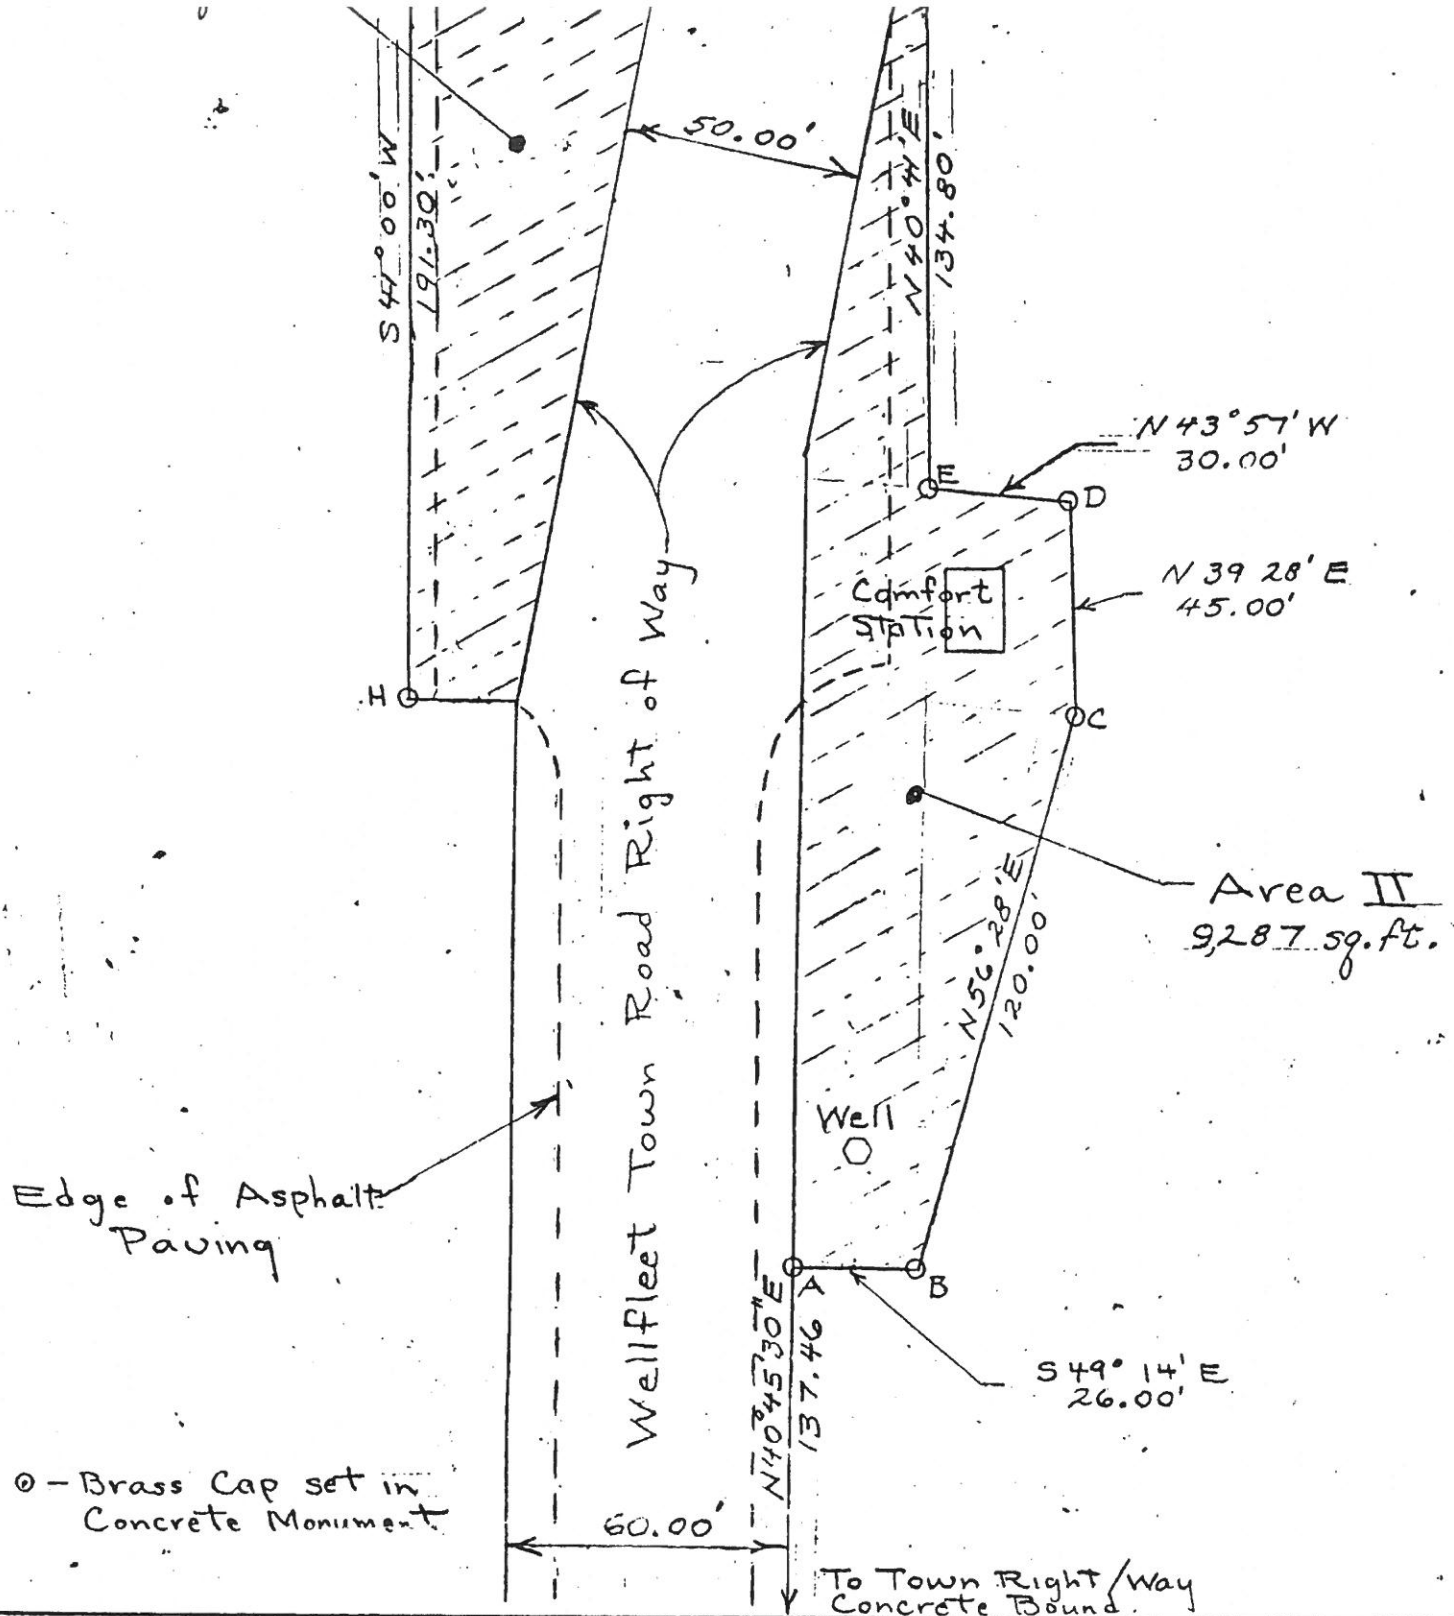 50.00'
S 41° 00' W
191.30'
N 40° 41' E
134.80'
N 43° 57' W
30.00'
E
D
Comfort
Station
N 39 28' E
45.00'
H
C
Wellfleet Town Road Right of Way
Area II
9,287 sq. ft.
N 56° 28' E
120.00'
Well
Edge of Asphalt
Paving
A
B
N 40° 45' 30" E
137.46
S 49° 14' E
26.00'
⊙ - Brass Cap set in
Concrete Monument.
60.00'
To Town Right/Way
Concrete Bound.